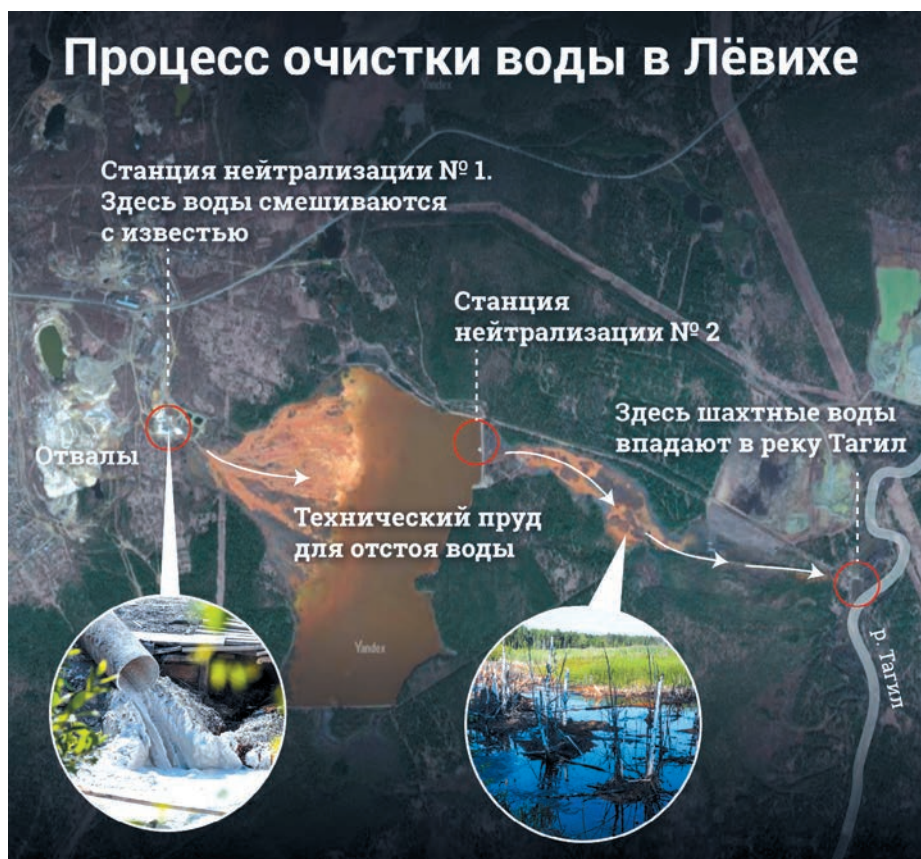 Процесс очистки воды в Лёвихе
Yandex
Станция нейтрализации № 1.
Здесь воды смешиваются
с известью
Станция
нейтрализации № 2
Здесь шахтные воды
впадают в реку Тагил
Отвалы
Технический пруд
для отстоя воды
Yandex
р. Тагил